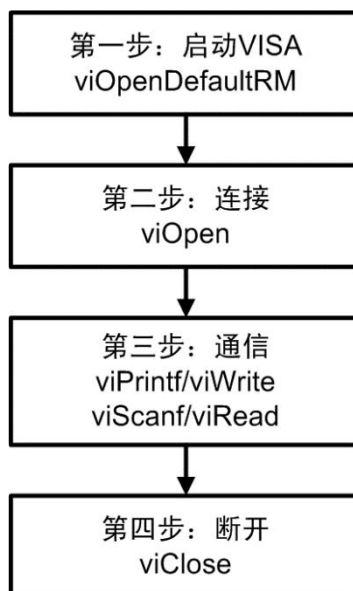 第一步：启动VISA
viOpenDefaultRM
第二步：连接
viOpen
第三步：通信
viPrintf/viWrite
viScanf/viRead
第四步：断开
viClose